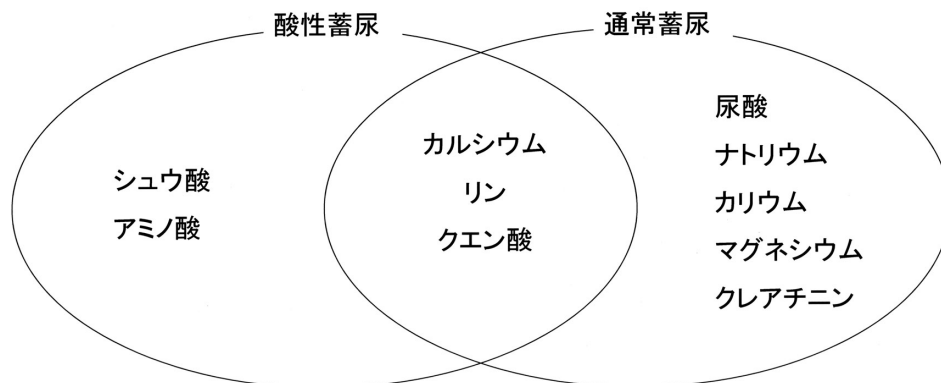 酸性蓄尿
通常蓄尿
シュウ酸
アミノ酸
カルシウム
リン
クエン酸
尿酸
ナトリウム
カリウム
マグネシウム
クレアチニン